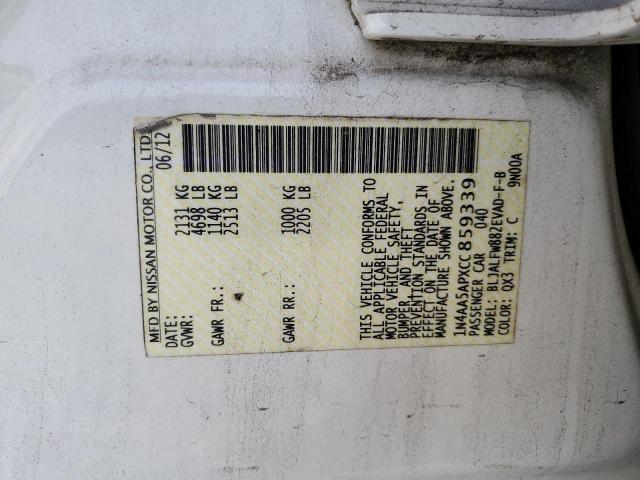 MFD BY NISSAN MOTOR CO., LTD
DATE: 06/12
GVWR: 2131 KG
4698 LB
GAWR FR.: 1140 KG
2513 LB
GAWR RR.: 1000 KG
2205 LB
THIS VEHICLE CONFORMS TO
ALL APPLICABLE FEDERAL
MOTOR VEHICLE SAFETY,
BUMPER, AND THEFT
PREVENTION STANDARDS IN
EFFECT ON THE DATE OF
MANUFACTURE SHOWN ABOVE.
1N4AA5APXCC859339
PASSENGER CAR 040
MODEL: BLJALFWBB2EVAD-F-B
COLOR: QX3 TRIM: C 9N00A